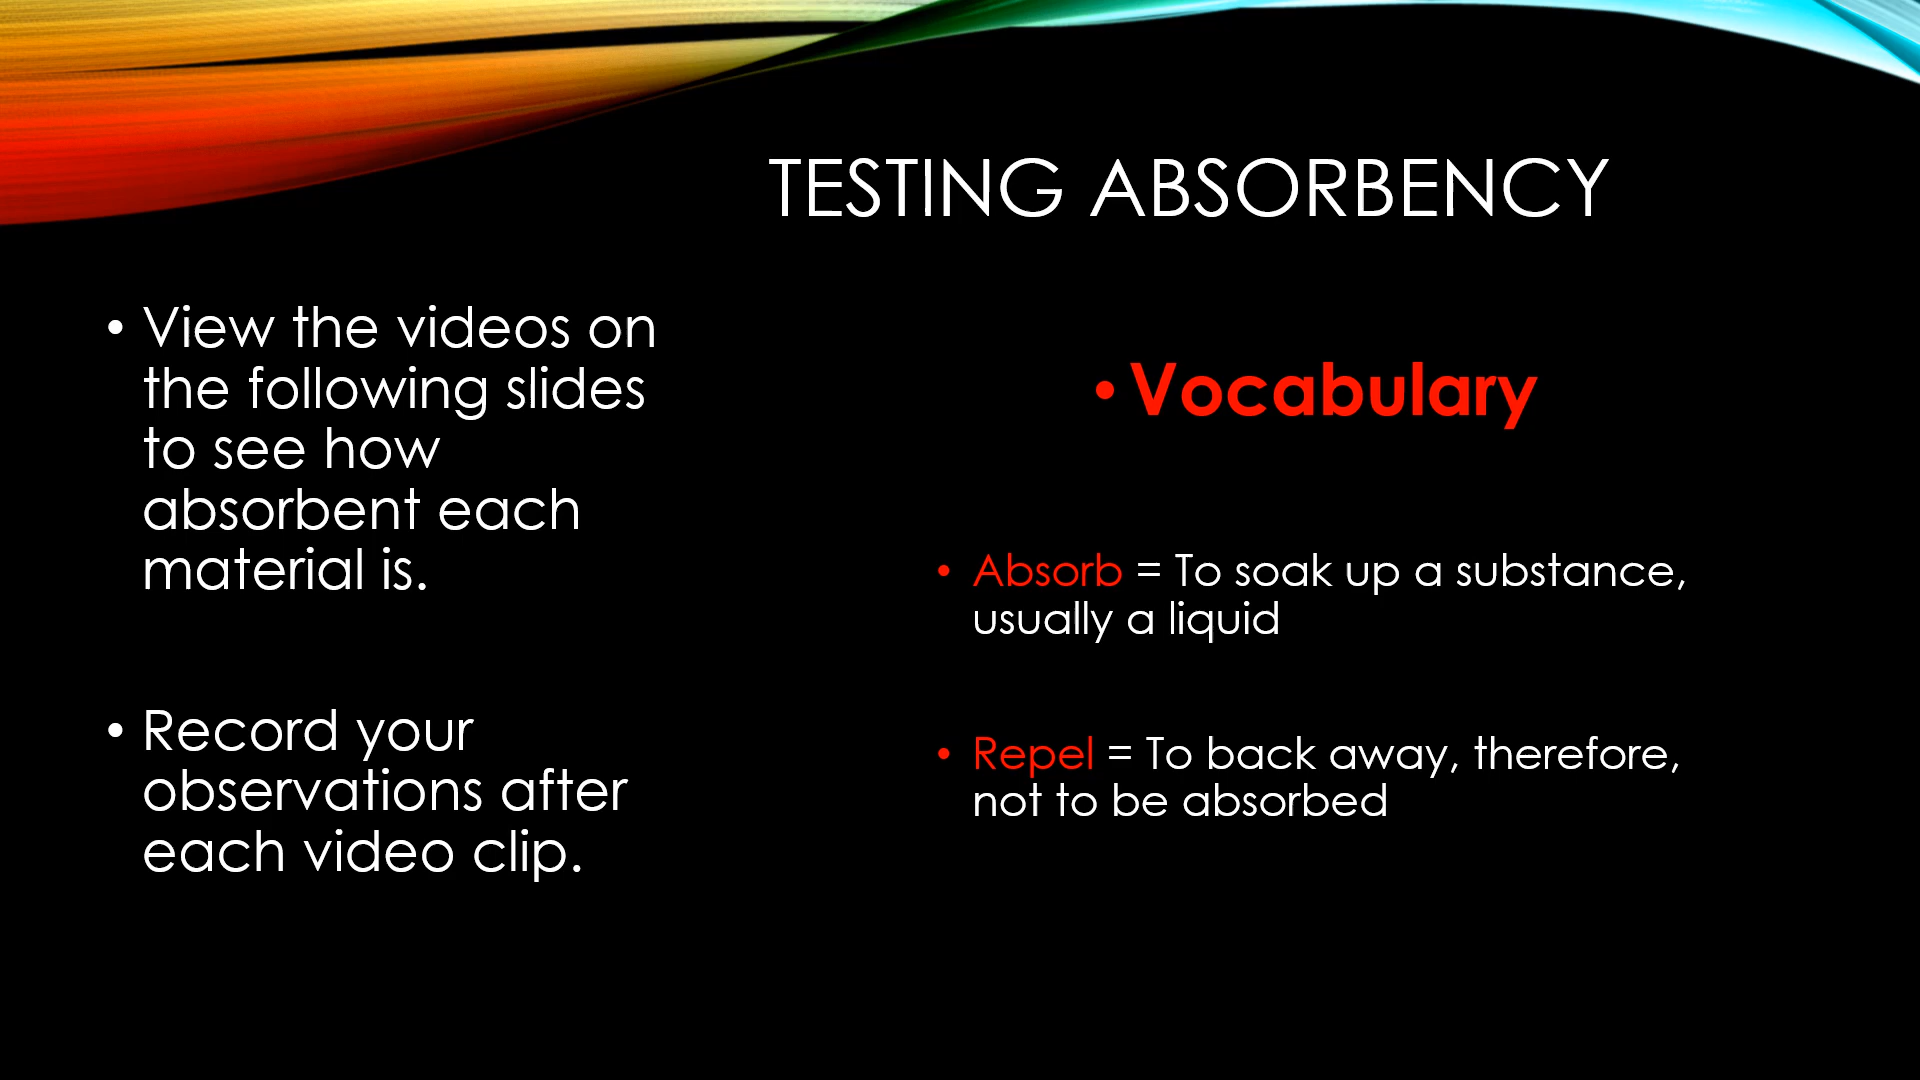 TESTING ABSORBENCY
• View the videos on
the following slides
to see how
absorbent each
material is.
• Record your
observations after
each video clip.
• Vocabulary
• Absorb = To soak up a substance,
usually a liquid
• Repel = To back away, therefore,
not to be absorbed